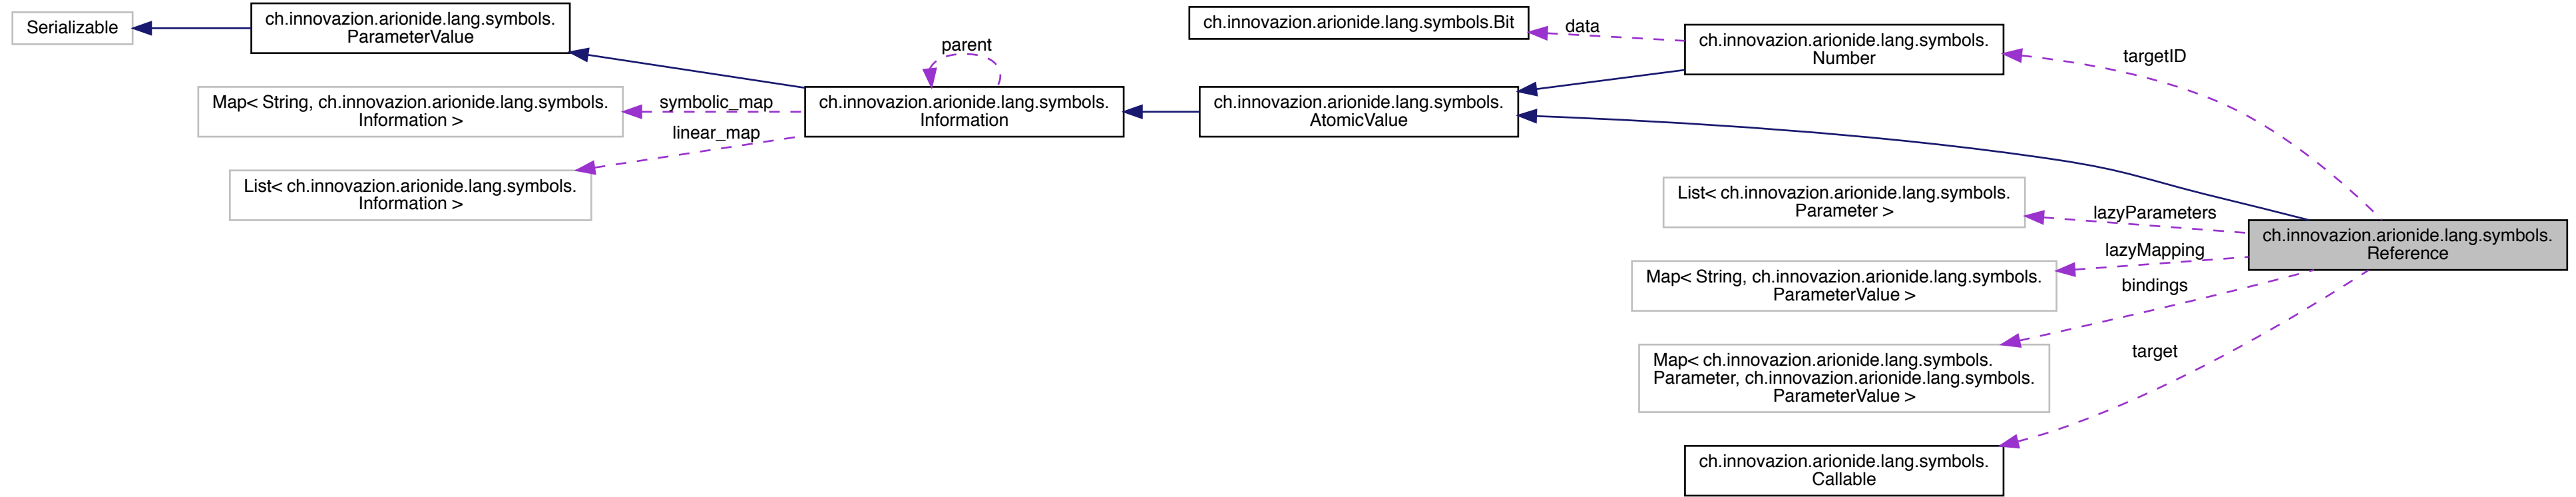 Serializable
ch.innovazion.arionide.lang.symbols.
ParameterValue
Map< String, ch.innovazion.arionide.lang.symbols.
Information >
List< ch.innovazion.arionide.lang.symbols.
Information >
symbolic_map
linear_map
parent
ch.innovazion.arionide.lang.symbols.
Information
ch.innovazion.arionide.lang.symbols.Bit
ch.innovazion.arionide.lang.symbols.
AtomicValue
data
ch.innovazion.arionide.lang.symbols.
Number
targetID
List< ch.innovazion.arionide.lang.symbols.
Parameter >
lazyParameters
Map< String, ch.innovazion.arionide.lang.symbols.
ParameterValue >
lazyMapping
bindings
Map< ch.innovazion.arionide.lang.symbols.
Parameter, ch.innovazion.arionide.lang.symbols.
ParameterValue >
target
ch.innovazion.arionide.lang.symbols.
Callable
ch.innovazion.arionide.lang.symbols.
Reference